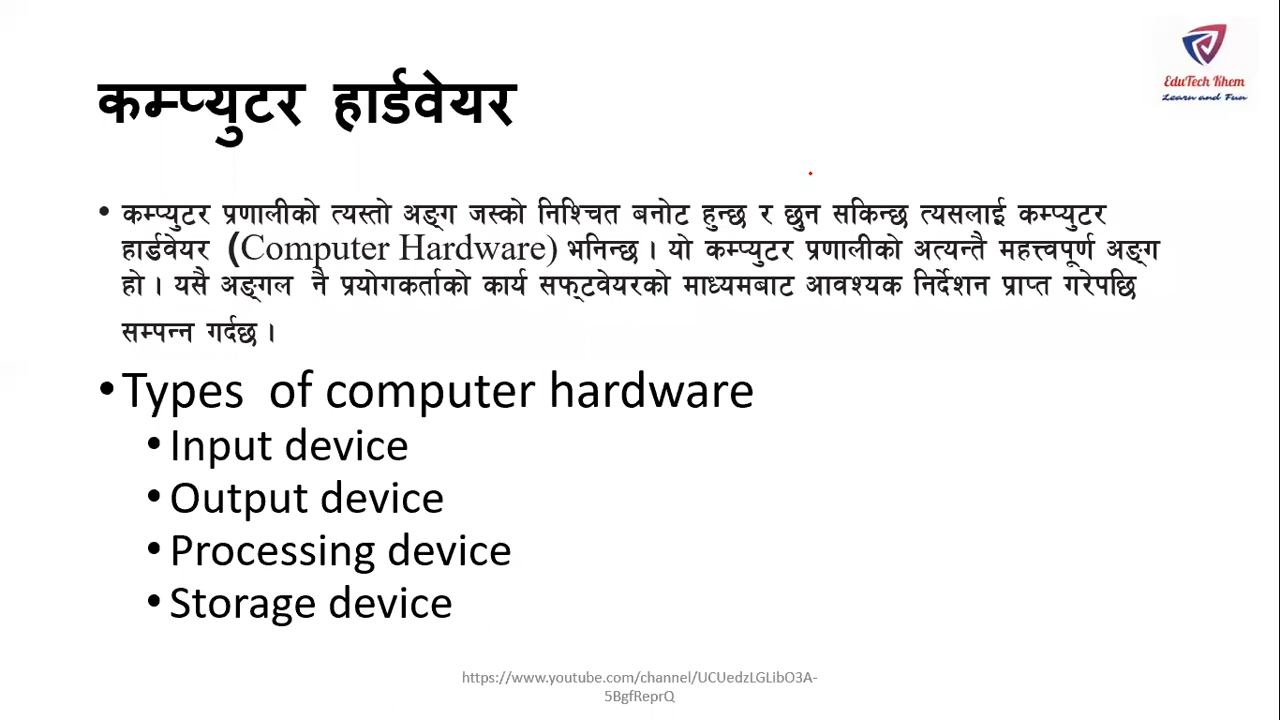 EduTech Khem
Learn and Fun
कम्प्युटर हार्डवेयर
• कम्प्युटर प्रणालीको त्यस्तो अङ्ग जस्को निश्चित बनोट हुन्छ र छुन सकिन्छ त्यसलाई कम्प्युटर
हार्डवेयर (Computer Hardware) भनिन्छ । यो कम्प्युटर प्रणालीको अत्यन्तै महत्त्वपूर्ण अङ्ग
हो । यसै अङ्गल नै प्रयोगकर्ताको कार्य सफ्टवेयरको माध्यमबाट आवश्यक निर्देशन प्राप्त गरेपछि
सम्पन्न गर्दछ ।
• Types of computer hardware
• Input device
• Output device
• Processing device
• Storage device
https://www.youtube.com/channel/UCUedzLGLibO3A-
5BgfReprQ